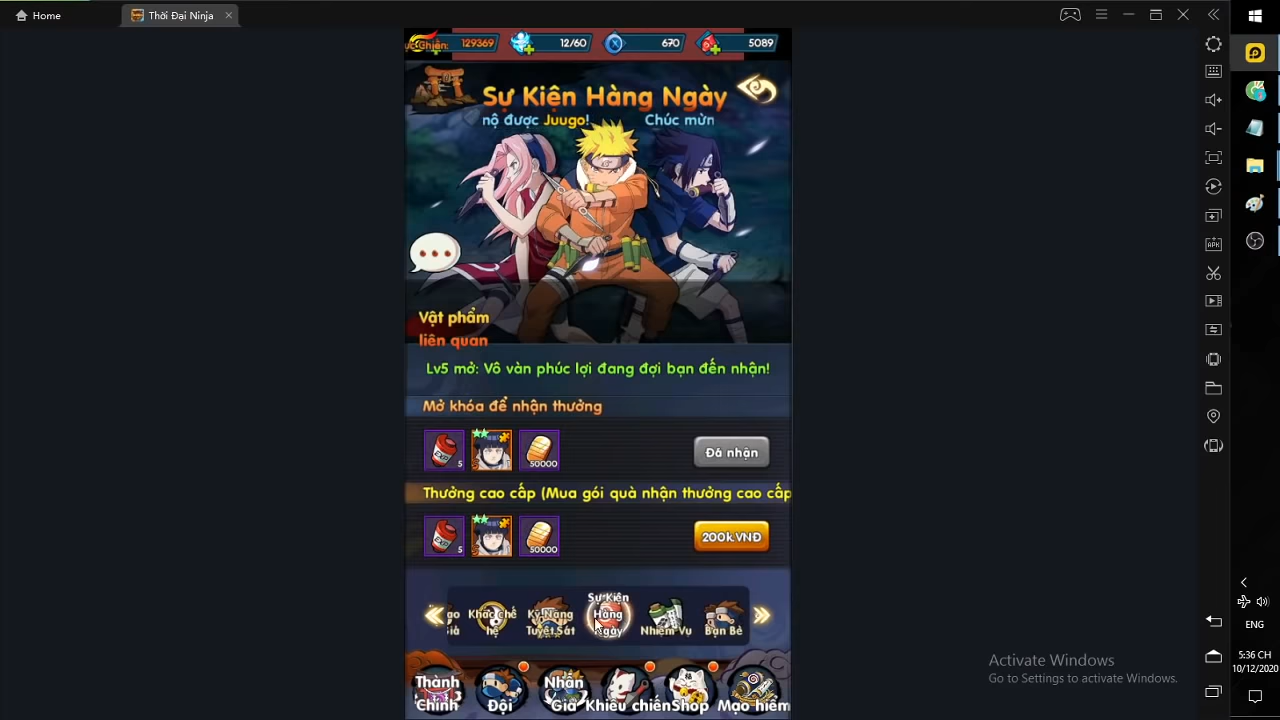 Home
Thời Đại Ninja
ực Chiến: 129369
12/60
670
5089
Sự Kiện Hàng Ngày
nộ được Juugo! Chúc mừn
Vật phẩm
liên quan
Lv5 mở: Vô vàn phúc lợi đang đợi bạn đến nhận!
Mở khóa để nhận thưởng
EXP
5
50000
Đã nhận
Thưởng cao cấp (Mua gói quà nhận thưởng cao cấp
EXP
5
50000
200k.VNĐ
Khắc chế
hệ
Kỹ Năng
Tuyệt Sát
Sự Kiện
Hàng
Ngày
Nhiệm Vụ
Bạn Bè
Thành
Chính
Đội
Nhẫn
Giả
Khiêu chiến
Shop
Mạo hiểm
APK
ENG
5:36 CH
10/12/2020
Activate Windows
Go to Settings to activate Windows.